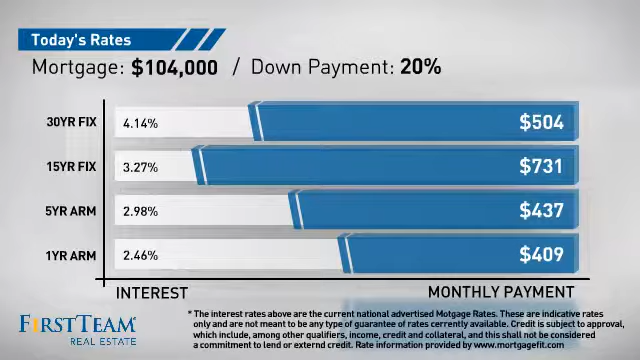 Today's Rates
Mortgage: $104,000 / Down Payment: 20%
30YR FIX 4.14% $504
15YR FIX 3.27% $731
5YR ARM 2.98% $437
1YR ARM 2.46% $409
INTEREST MONTHLY PAYMENT
FIRSTTEAM®
REAL ESTATE
* The interest rates above are the current national advertised Motgage Rates. These are indicative rates
only and are not meant to be any type of guarantee of rates cerrently available. Credit is subject to approval,
which include, among other qualifiers, income, credit and collateral, and this shall not be considered
a commitment to lend or externd credit. Rate information provided by www.mortgagefit.com